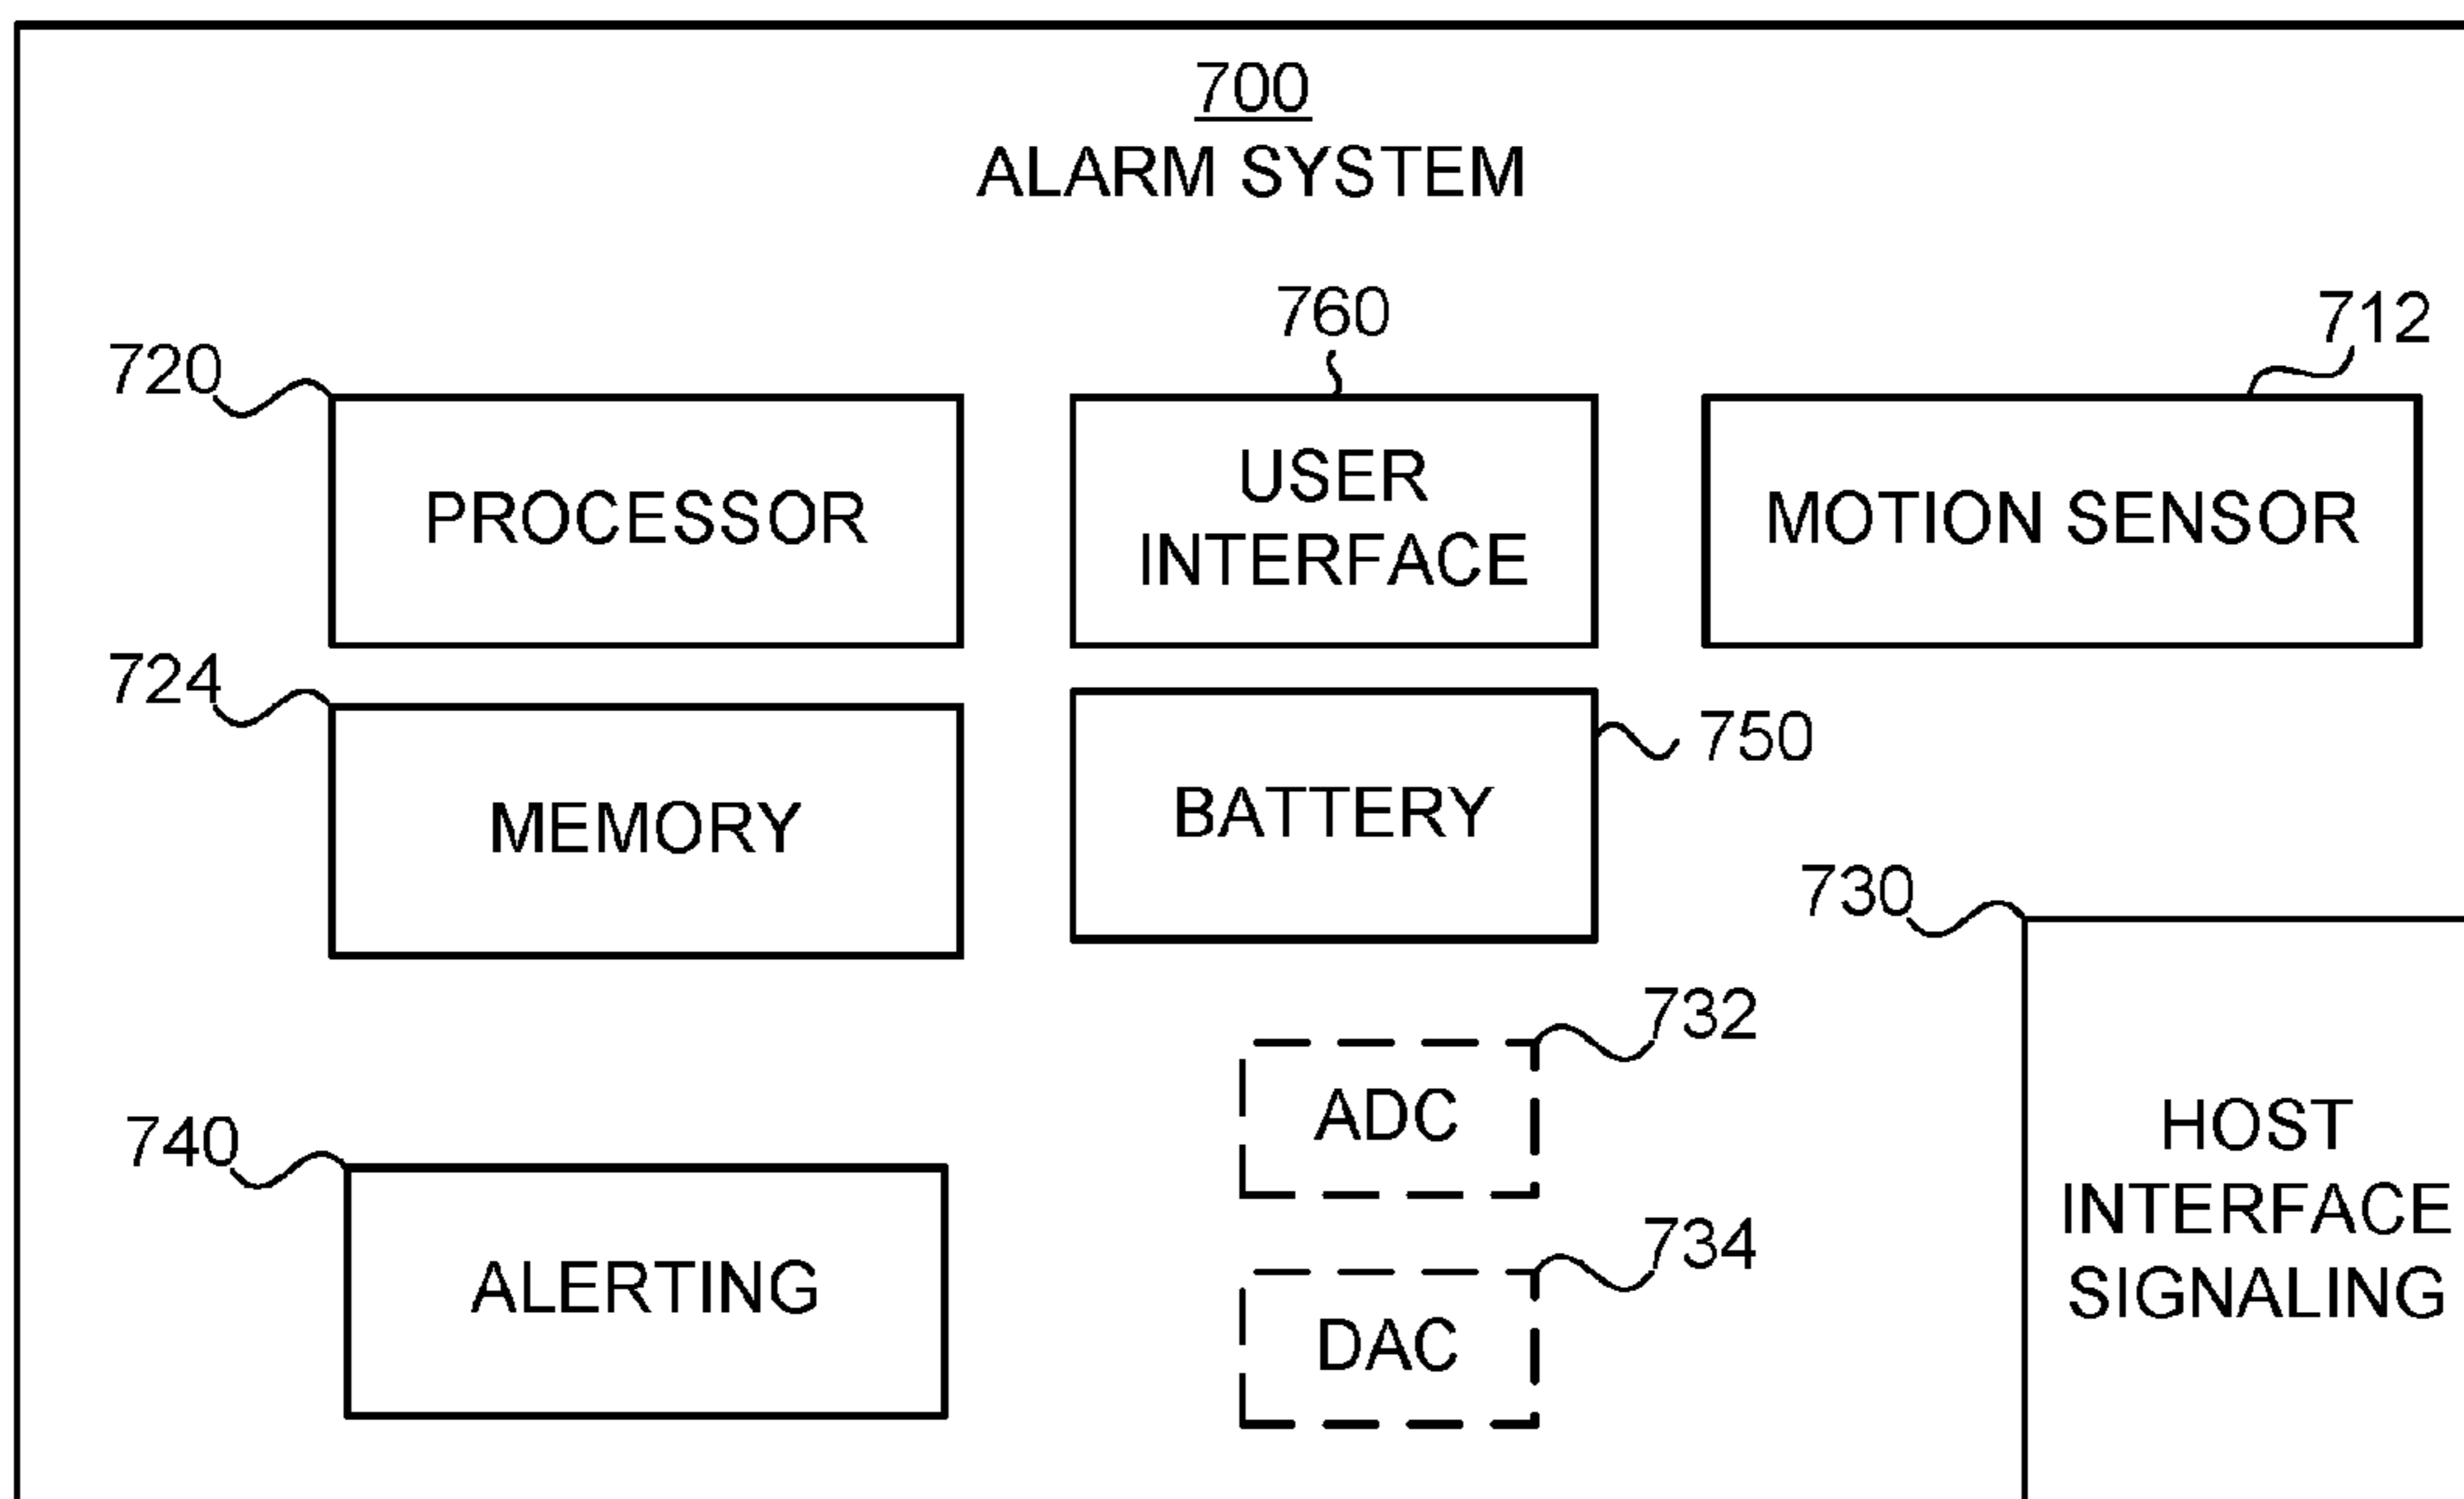 700
ALARM SYSTEM
760
712
720
PROCESSOR
USER
INTERFACE
MOTION SENSOR
724
MEMORY
750
BATTERY
730
732
ADC
740
ALERTING
734
DAC
HOST
INTERFACE
SIGNALING